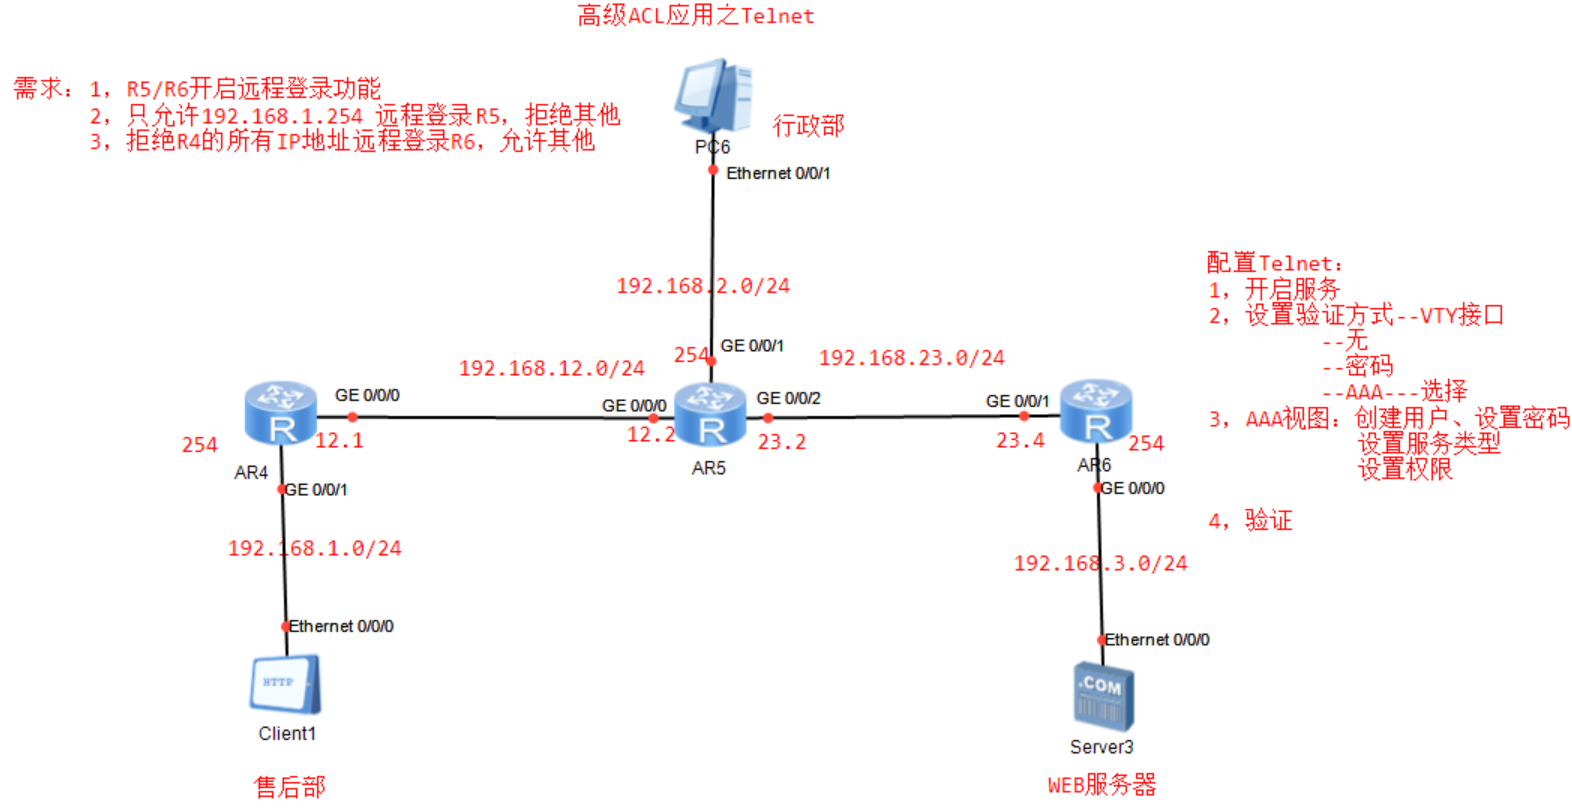 高级ACL应用之Telnet
需求：1，R5/R6开启远程登录功能
2，只允许192.168.1.254 远程登录R5，拒绝其他
3，拒绝R4的所有IP地址远程登录R6，允许其他
行政部
PC6
Ethernet 0/0/1
192.168.2.0/24
配置Telnet：
1，开启服务
2，设置验证方式--VTY接口
--无
--密码
--AAA---选择
3，AAA视图：创建用户、设置密码
设置服务类型
设置权限
4，验证
254
GE 0/0/1
192.168.12.0/24
192.168.23.0/24
GE 0/0/0
GE 0/0/0
GE 0/0/2
GE 0/0/1
R
R
R
254
12.1
12.2
23.2
23.4
254
AR4
AR5
AR6
GE 0/0/1
GE 0/0/0
192.168.1.0/24
192.168.3.0/24
Ethernet 0/0/0
Ethernet 0/0/0
HTTP
.COM
Client1
Server3
售后部
WEB服务器